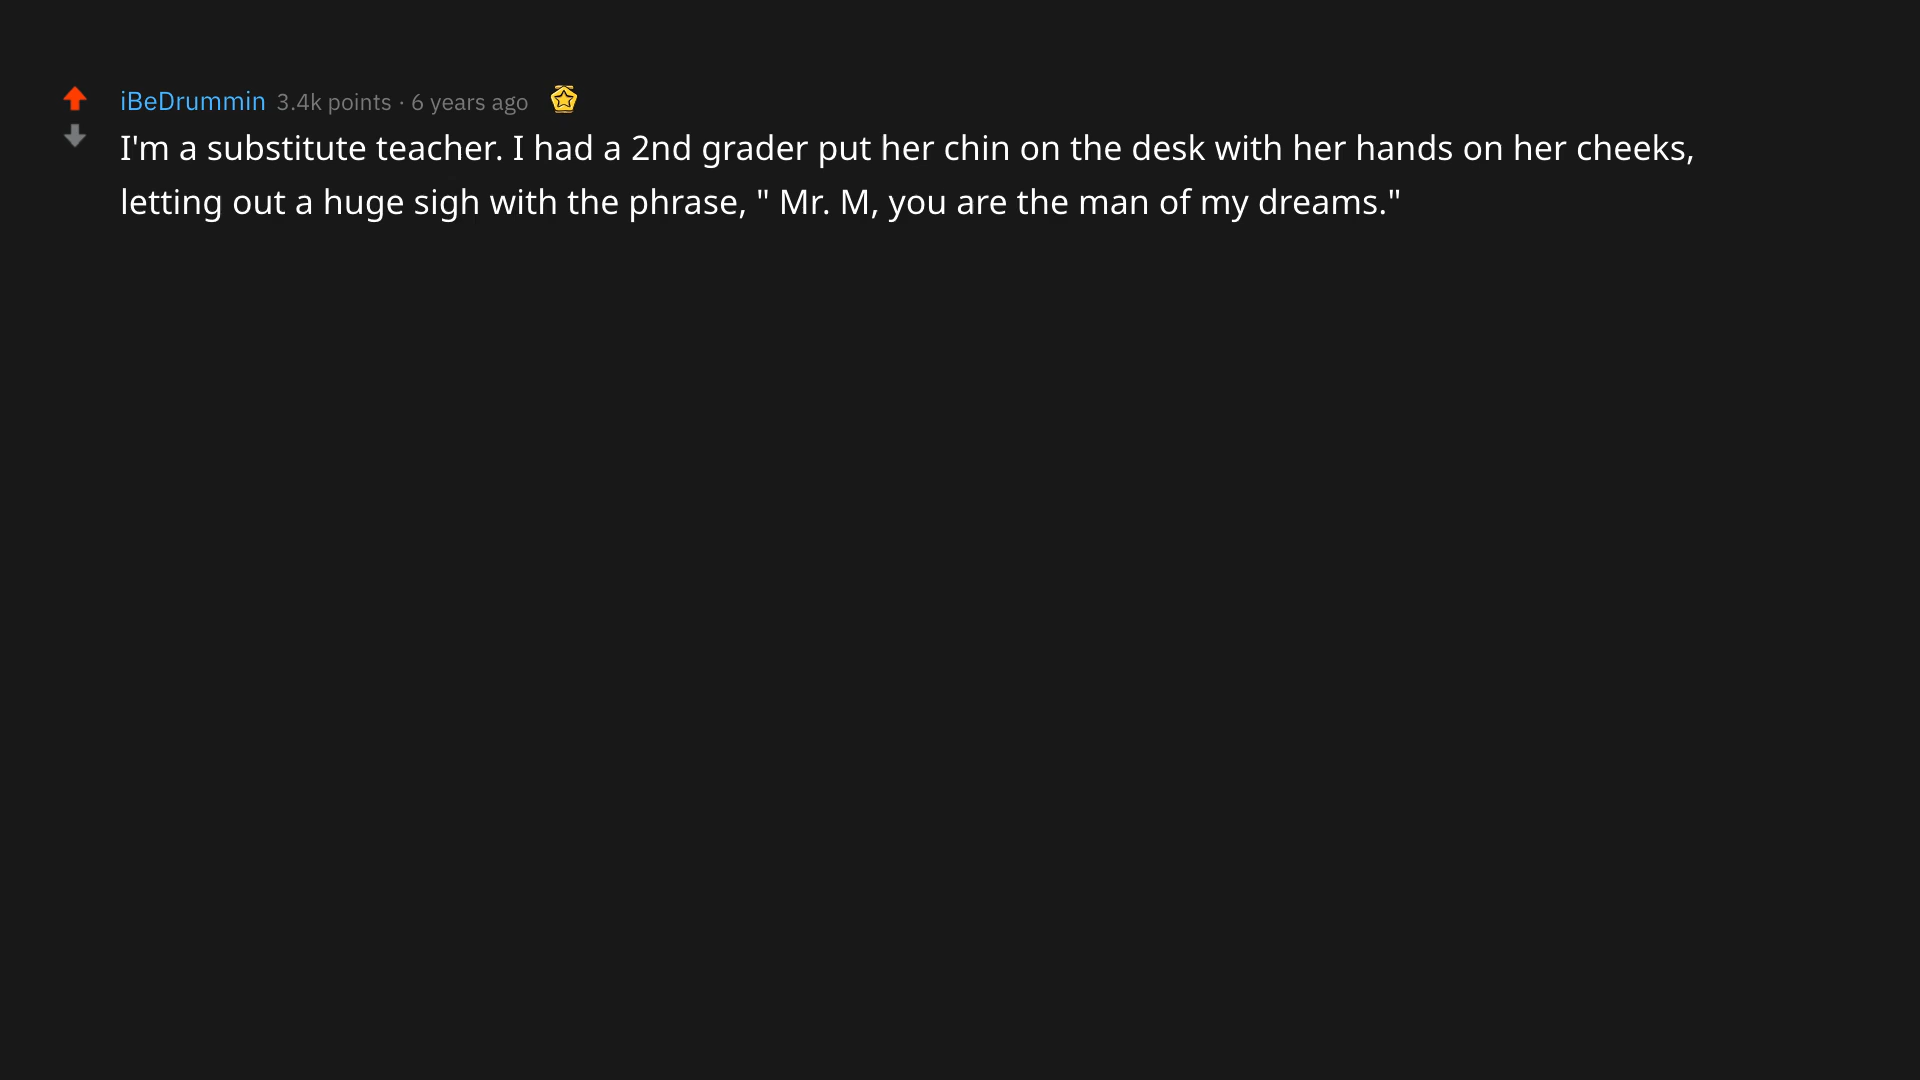 iBeDrummin 3.4k points · 6 years ago
I'm a substitute teacher. I had a 2nd grader put her chin on the desk with her hands on her cheeks,
letting out a huge sigh with the phrase, " Mr. M, you are the man of my dreams."